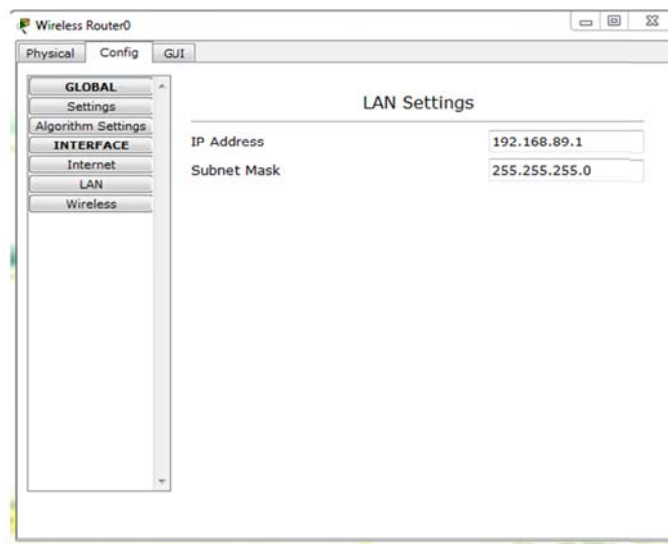 Wireless Router0
Physical Config GUI
GLOBAL
Settings
Algorithm Settings
INTERFACE
Internet
LAN
Wireless
LAN Settings
IP Address 192.168.89.1
Subnet Mask 255.255.255.0